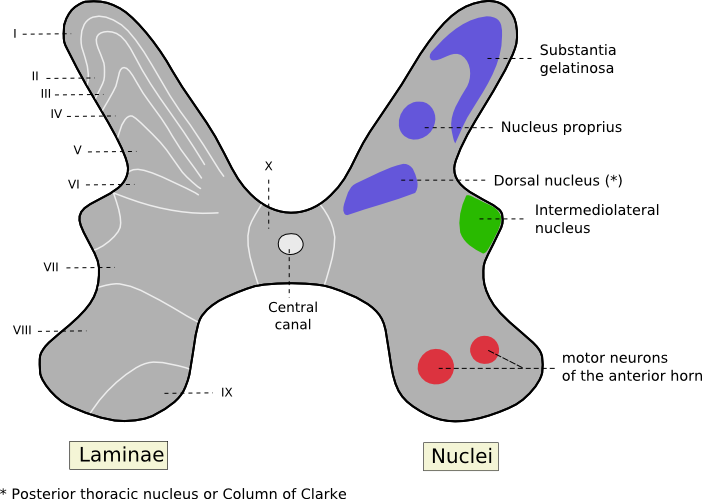 I
II
III
IV
V
VI
VII
VIII
IX
X
Central
canal
Substantia
gelatinosa
Nucleus proprius
Dorsal nucleus (*)
Intermediolateral
nucleus
motor neurons
of the anterior horn
Laminae
Nuclei
* Posterior thoracic nucleus or Column of Clarke